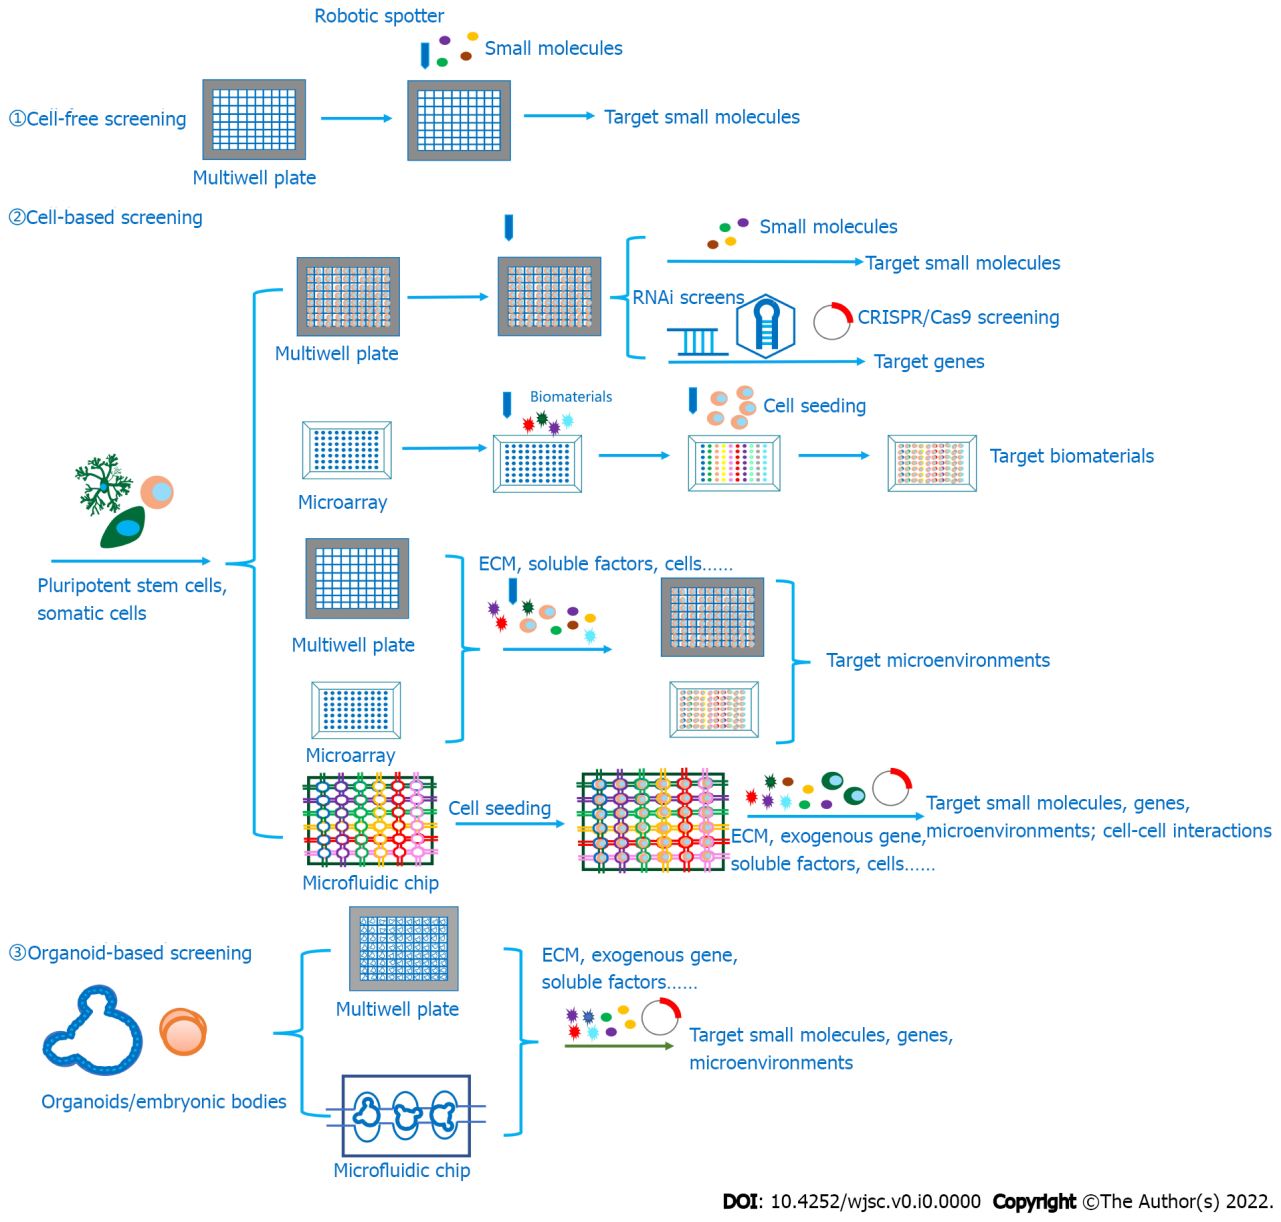 Robotic spotter
Small molecules
①Cell-free screening
Target small molecules
Multiwell plate
②Cell-based screening
Small molecules
Target small molecules
RNAi screens
CRISPR/Cas9 screening
Multiwell plate
Target genes
Biomaterials
Cell seeding
Target biomaterials
Microarray
Pluripotent stem cells,
somatic cells
ECM, soluble factors, cells......
Multiwell plate
Target microenvironments
Microarray
Cell seeding
Target small molecules, genes,
microenvironments; cell-cell interactions
ECM, exogenous gene,
soluble factors, cells......
Microfluidic chip
③Organoid-based screening
ECM, exogenous gene,
soluble factors......
Multiwell plate
Target small molecules, genes,
microenvironments
Organoids/embryonic bodies
Microfluidic chip
DOI: 10.4252/wjsc.v0.i0.0000 Copyright ©The Author(s) 2022.